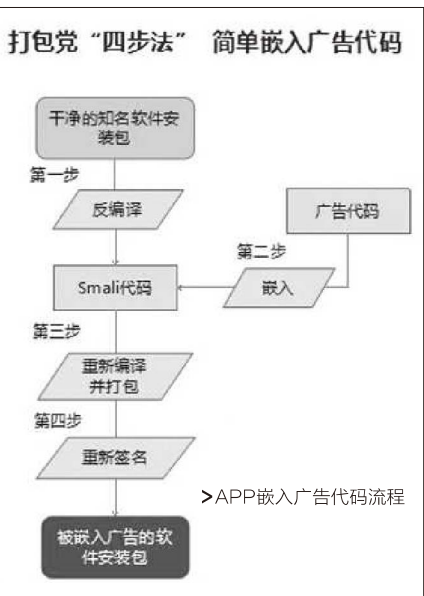 打包党“四步法” 简单嵌入广告代码
干净的知名软件安
装包
第一步
反编译
广告代码
第二步
嵌入
Smali代码
第三步
重新编译
并打包
第四步
重新签名
>APP嵌入广告代码流程
被嵌入广告的软
件安装包